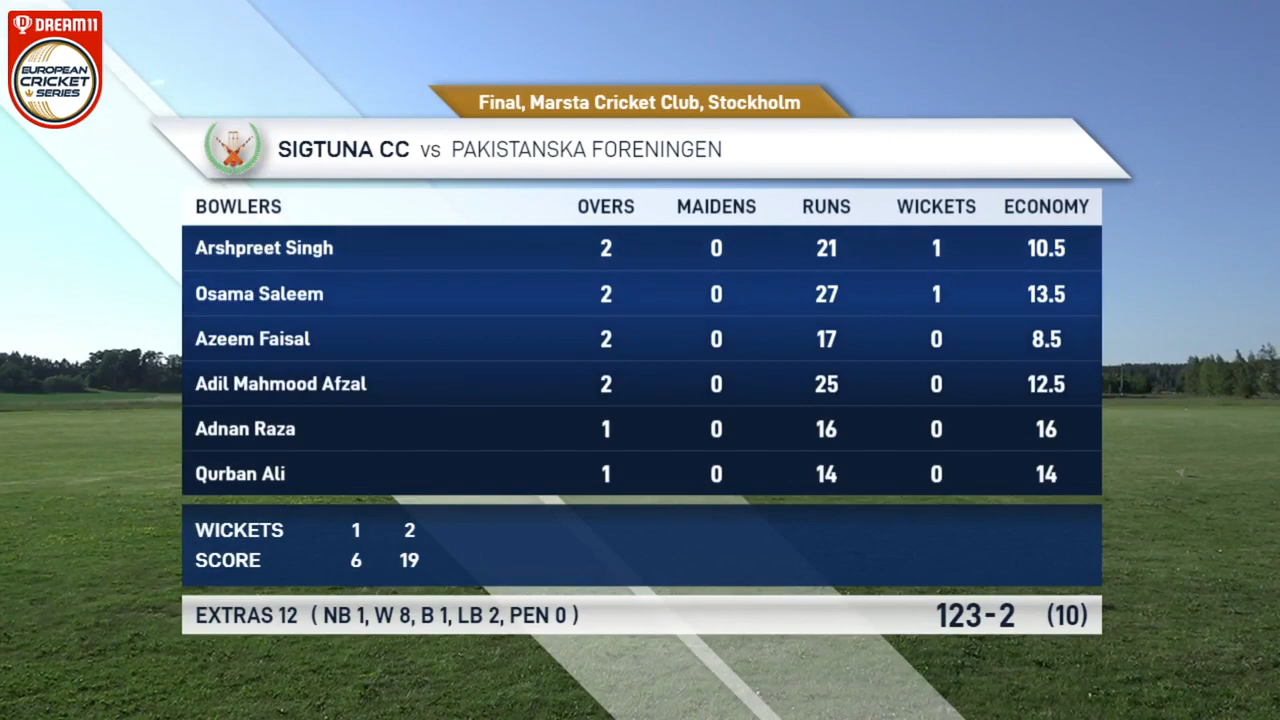 DREAM11
EUROPEAN
CRICKET
SERIES
Final, Marsta Cricket Club, Stockholm
SIGTUNA CC vs PAKISTANSKA FORENINGEN
BOWLERS OVERS MAIDENS RUNS WICKETS ECONOMY
Arshpreet Singh 2 0 21 1 10.5
Osama Saleem 2 0 27 1 13.5
Azeem Faisal 2 0 17 0 8.5
Adil Mahmood Afzal 2 0 25 0 12.5
Adnan Raza 1 0 16 0 16
Qurban Ali 1 0 14 0 14
WICKETS 1 2
SCORE 6 19
EXTRAS 12 ( NB 1, W 8, B 1, LB 2, PEN 0 ) 123-2 (10)